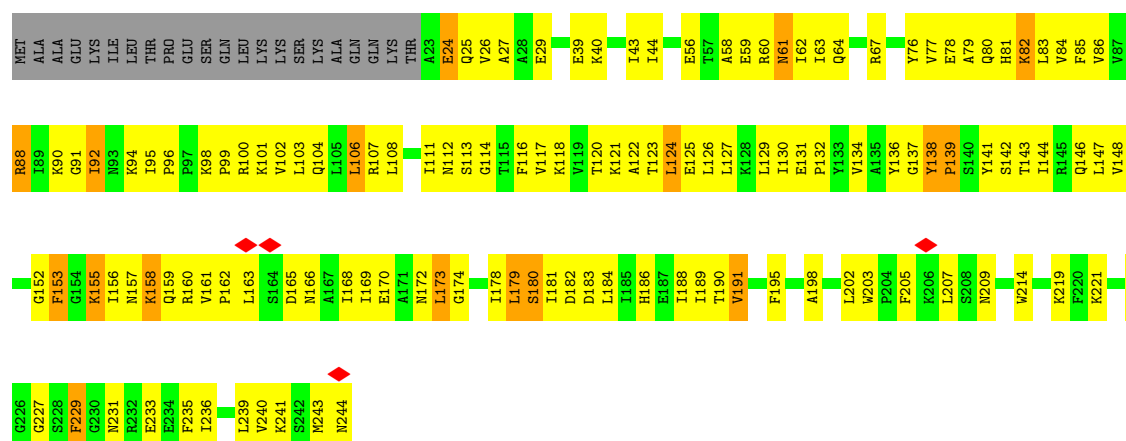 MET ALA ALA GLU LYS ILE LEU THR PRO GLU SER GLN LEU LYS LYS SER LYS ALA GLN GLN LYS THR A23 E24 Q25 V26 A27 A28 E29 E39 K40 I43 I44 E56 T57 A58 E59 R60 N61 I62 I63 Q64 R67 Y76 V77 E78 A79 Q80 H81 K82 L83 V84 F85 V86 V87
R88 I89 K90 G91 I92 N93 K94 I95 P96 P97 K98 P99 R100 K101 V102 L103 Q104 L105 L106 R107 L108 I111 N112 S113 G114 T115 F116 V117 K118 V119 T120 K121 A122 T123 L124 E125 L126 L127 K128 L129 I130 E131 P132 Y133 V134 A135 Y136 G137 Y138 P139 S140 Y141 S142 T143 I144 R145 Q146 L147 V148
G152 F153 G154 K155 I156 N157 K158 Q159 R160 V161 P162 L163 S164 D165 N166 A167 I168 I169 E170 A171 N172 L173 G174 I178 L179 S180 I181 D182 D183 L184 I185 H186 E187 I188 I189 T190 V191 F195 A198 L202 W203 P204 F205 K206 L207 S208 N209 W214 K219 F220 K221
G226 G227 S228 F229 G230 N231 R232 E233 E234 F235 I236 L239 V240 K241 S242 M243 N244